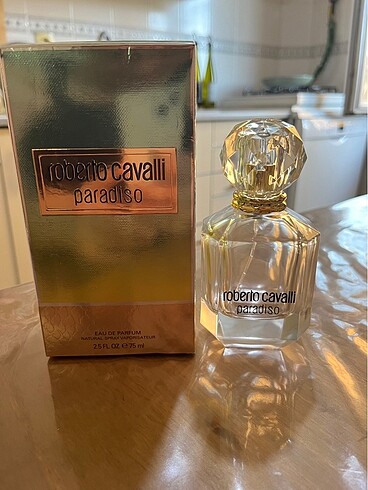 roberto cavalli
paradiso
EAU DE PARFUM
NATURAL SPRAY VAPORISATEUR
2.5 FL OZ ℮ 75 ml
roberto cavalli
paradiso